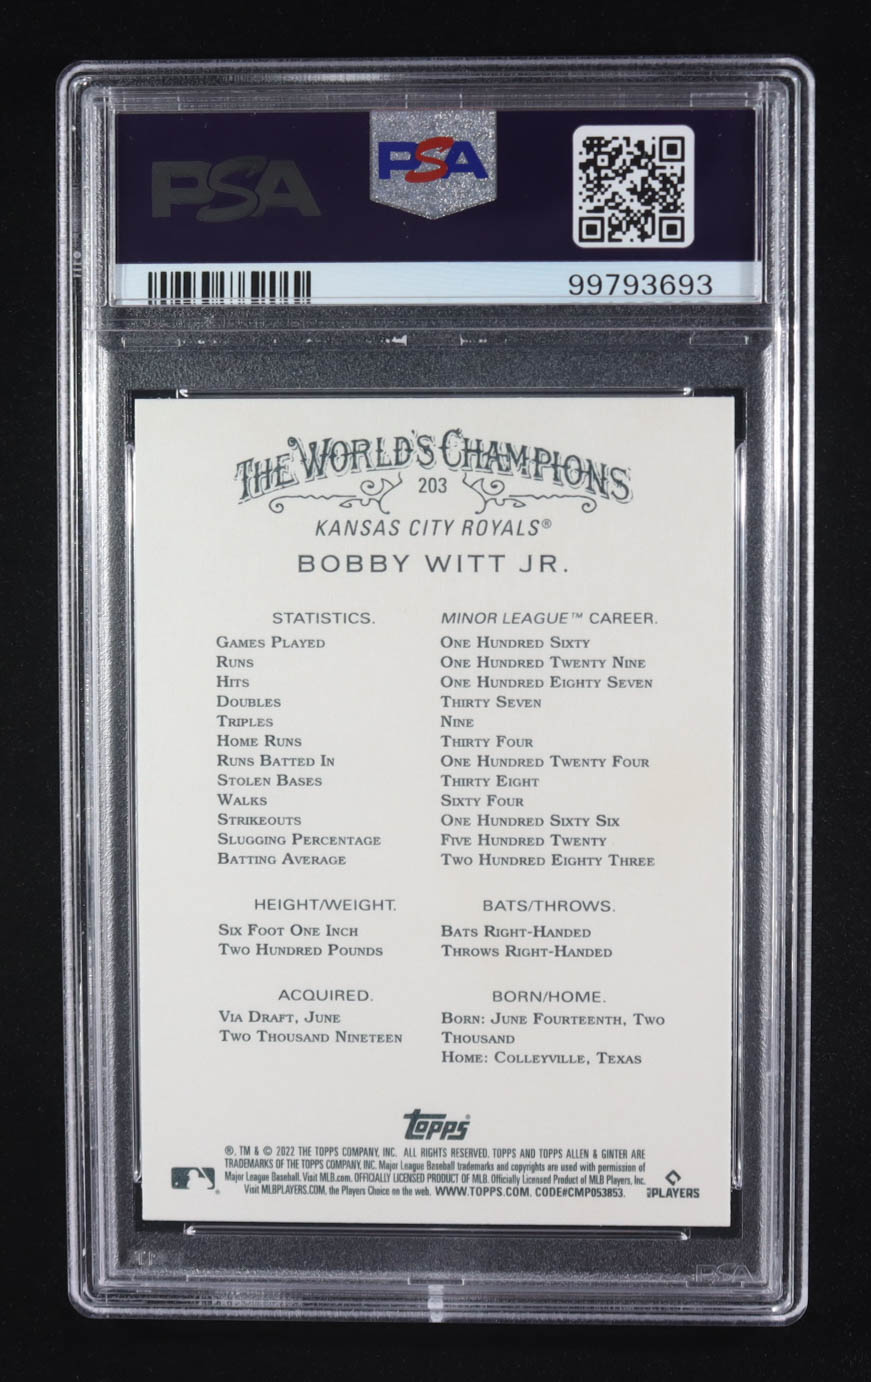 PSA
PSA
99793693
THE WORLD'S CHAMPIONS
203
KANSAS CITY ROYALS®
BOBBY WITT JR.
STATISTICS. MINOR LEAGUE™ CAREER.
GAMES PLAYED ONE HUNDRED SIXTY
RUNS ONE HUNDRED TWENTY NINE
HITS ONE HUNDRED EIGHTY SEVEN
DOUBLES THIRTY SEVEN
TRIPLES NINE
HOME RUNS THIRTY FOUR
RUNS BATTED IN ONE HUNDRED TWENTY FOUR
STOLEN BASES THIRTY EIGHT
WALKS SIXTY FOUR
STRIKEOUTS ONE HUNDRED SIXTY SIX
SLUGGING PERCENTAGE FIVE HUNDRED TWENTY
BATTING AVERAGE TWO HUNDRED EIGHTY THREE
HEIGHT/WEIGHT. BATS/THROWS.
SIX FOOT ONE INCH BATS RIGHT-HANDED
TWO HUNDRED POUNDS THROWS RIGHT-HANDED
ACQUIRED. BORN/HOME.
VIA DRAFT, JUNE BORN: JUNE FOURTEENTH, TWO
TWO THOUSAND NINETEEN THOUSAND
HOME: COLLEYVILLE, TEXAS
TOPPS
®, TM & © 2022 THE TOPPS COMPANY, INC. ALL RIGHTS RESERVED. TOPPS AND TOPPS ALLEN & GINTER ARE
TRADEMARKS OF THE TOPPS COMPANY, INC. Major League Baseball trademarks and copyrights are used with permission of
Major League Baseball. Visit MLB.com. OFFICIALLY LICENSED PRODUCT OF MLB. Officially Licensed Product of MLB Players, Inc.
Visit MLBPLAYERS.COM, the Players Choice on the web. WWW.TOPPS.COM. CODE#CMP053853.
MLB PLAYERS
PSA